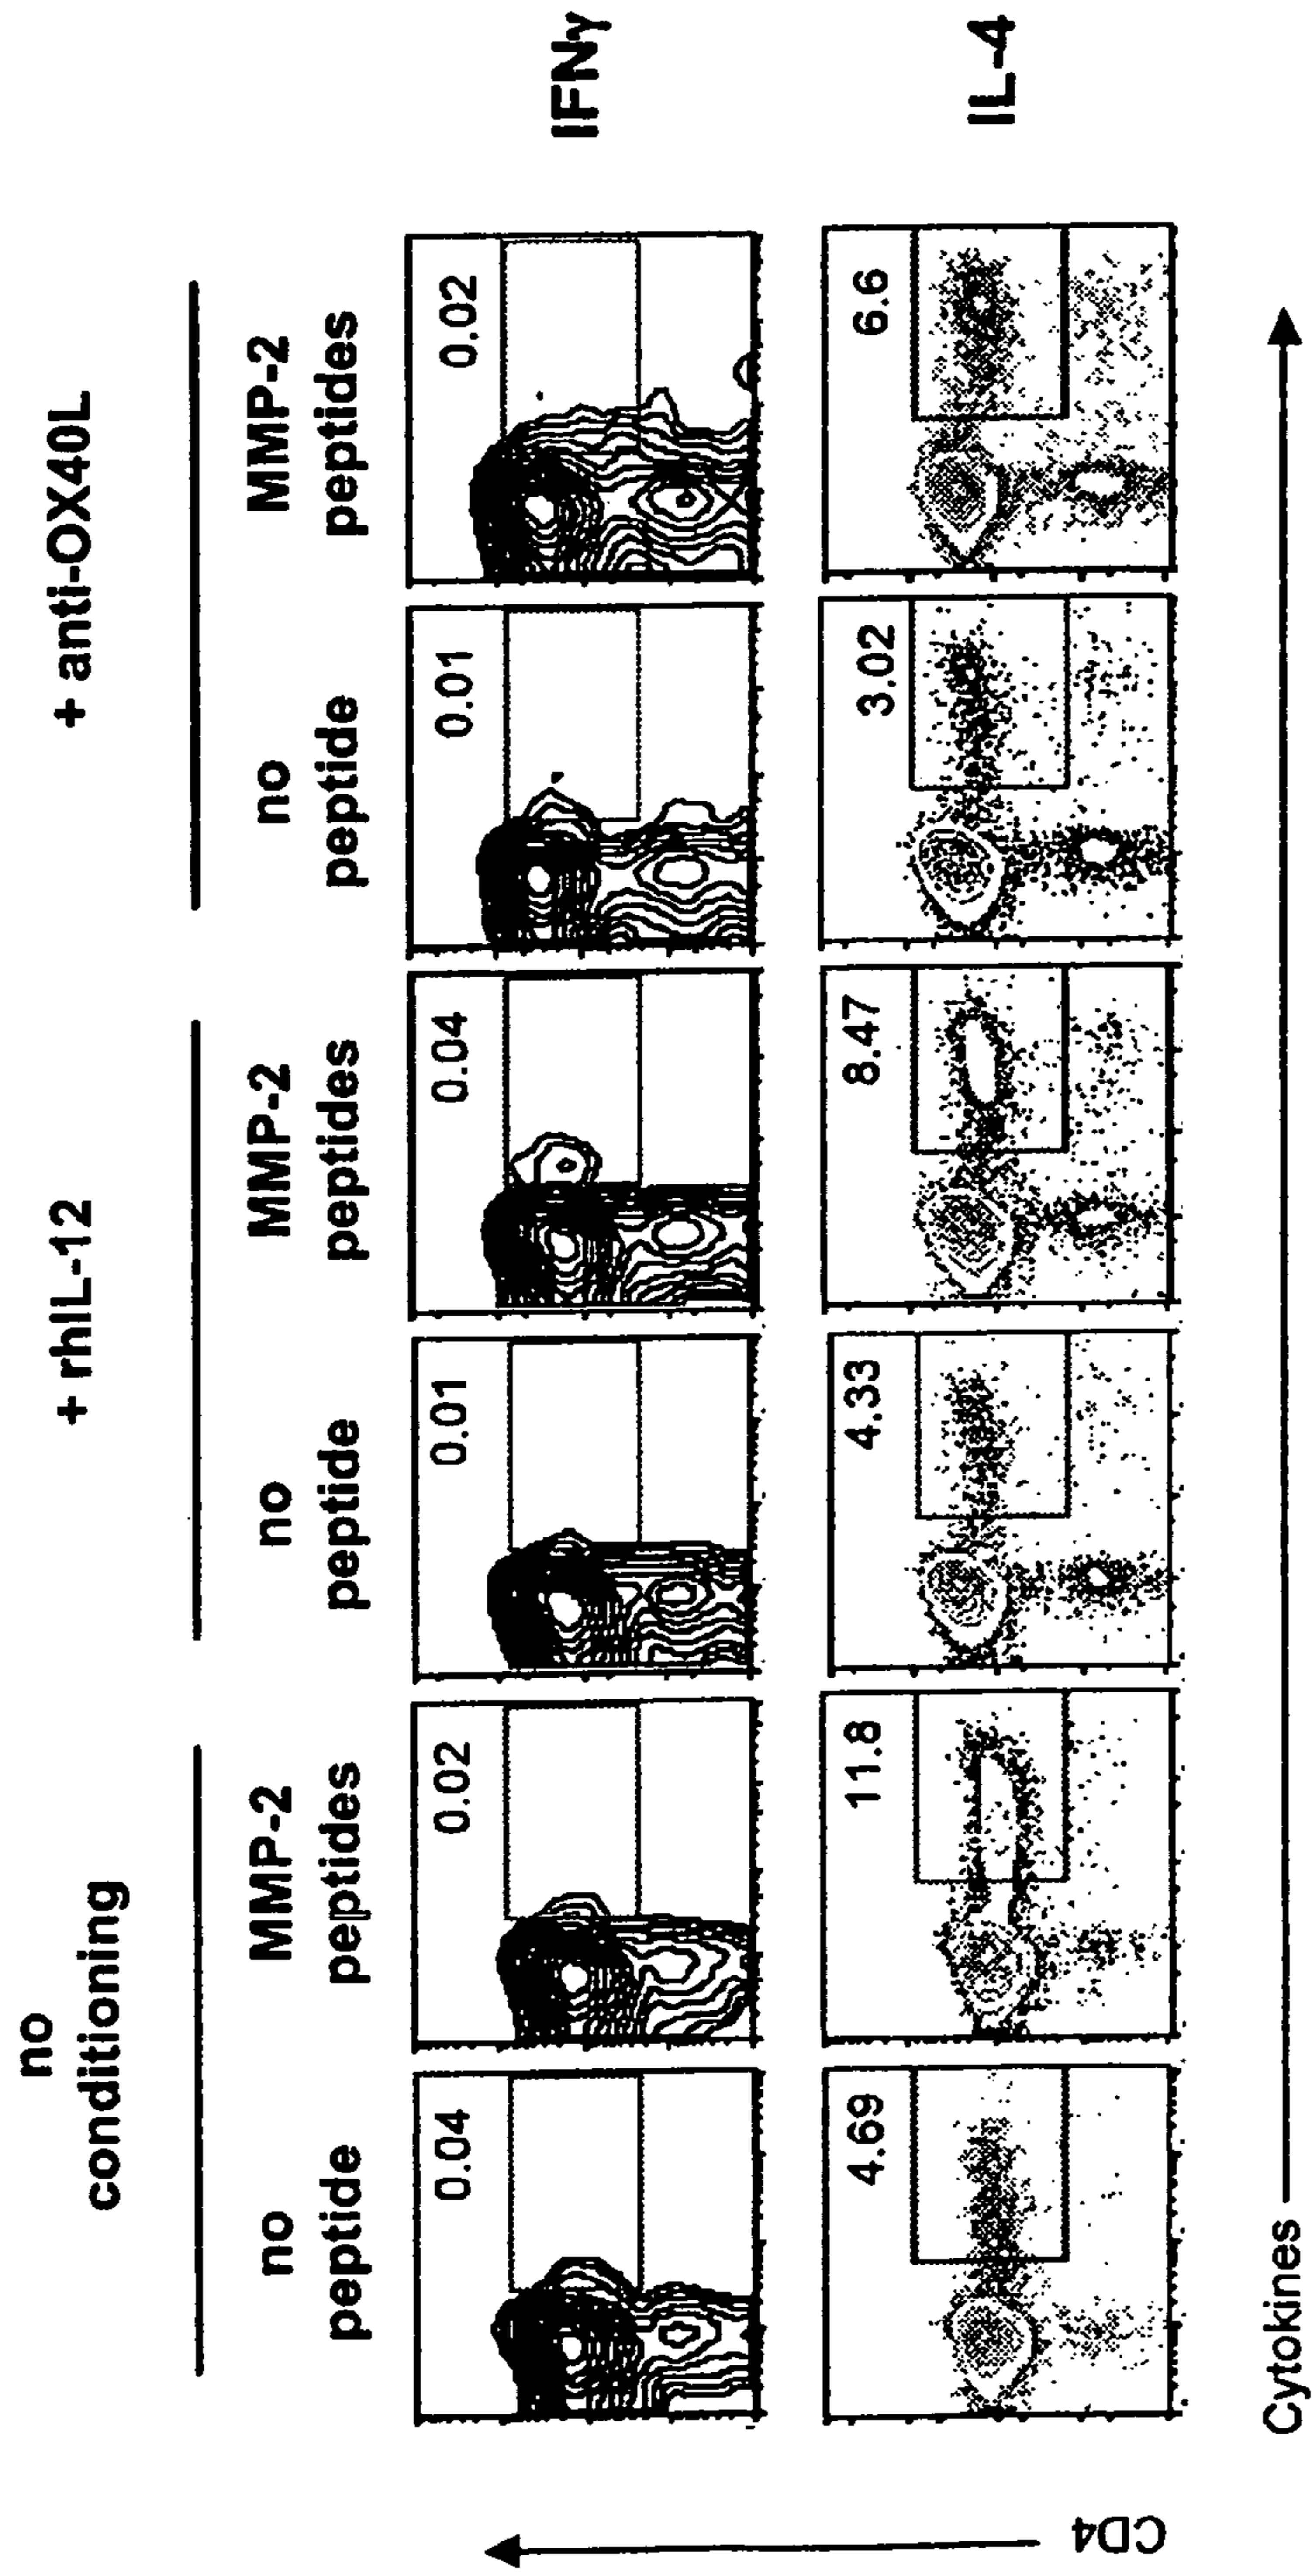 no
conditioning
+ rhIL-12
+ anti-OX40L
no
peptide
MMP-2
peptides
no
peptide
MMP-2
peptides
no
peptide
MMP-2
peptides
0.04
0.02
0.01
0.04
0.01
0.02
IFNγ
4.69
11.8
4.33
8.47
3.02
6.6
IL-4
CD4
Cytokines